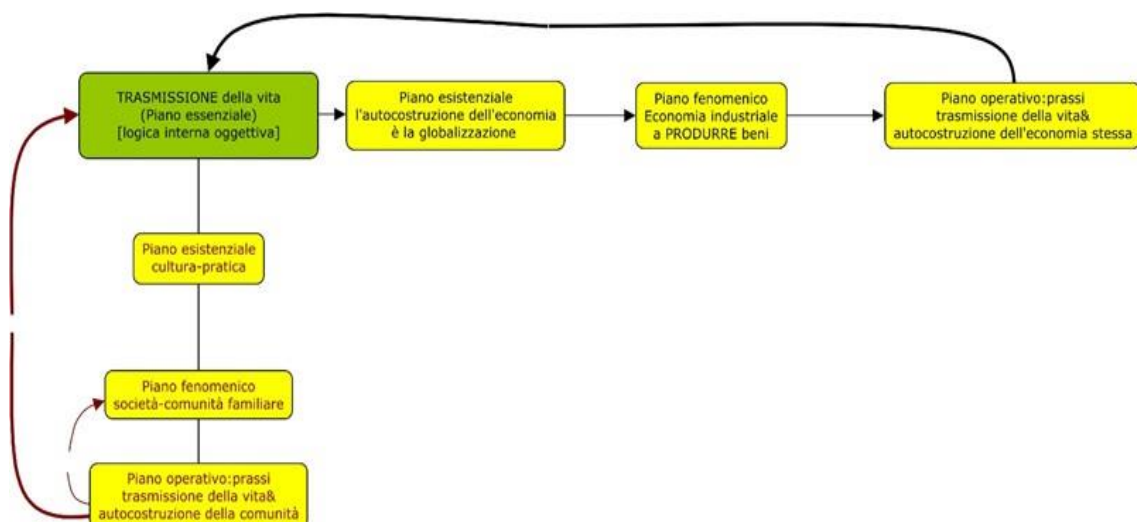 TRASMISSIONE della vita
(Piano essenziale)
[logica interna oggettiva]
Piano esistenziale
l'autocostruzione dell'economia
è la globalizzazione
Piano fenomenico
Economia industriale
a PRODURRE beni
Piano operativo:prassi
trasmissione della vita&
autocostruzione dell'economia stessa
Piano esistenziale
cultura-pratica
Piano fenomenico
società-comunità familiare
Piano operativo:prassi
trasmissione della vita&
autocostruzione della comunità